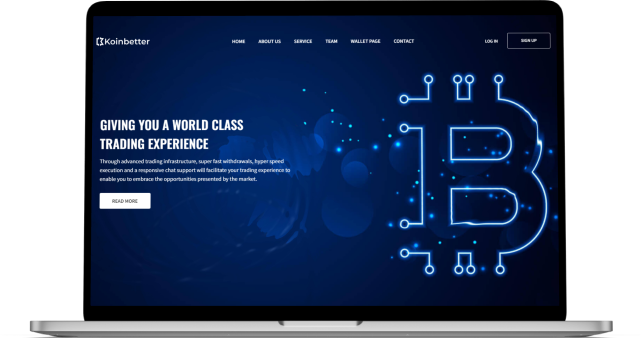 Koinbetter
HOME ABOUT US SERVICE TEAM WALLET PAGE CONTACT LOG IN SIGN UP
GIVING YOU A WORLD CLASS
TRADING EXPERIENCE
Through advanced trading infrastructure, super fast withdrawals, hyper speed
execution and a responsive chat support will facilitate your trading experience to
enable you to embrace the opportunities presented by the market.
READ MORE